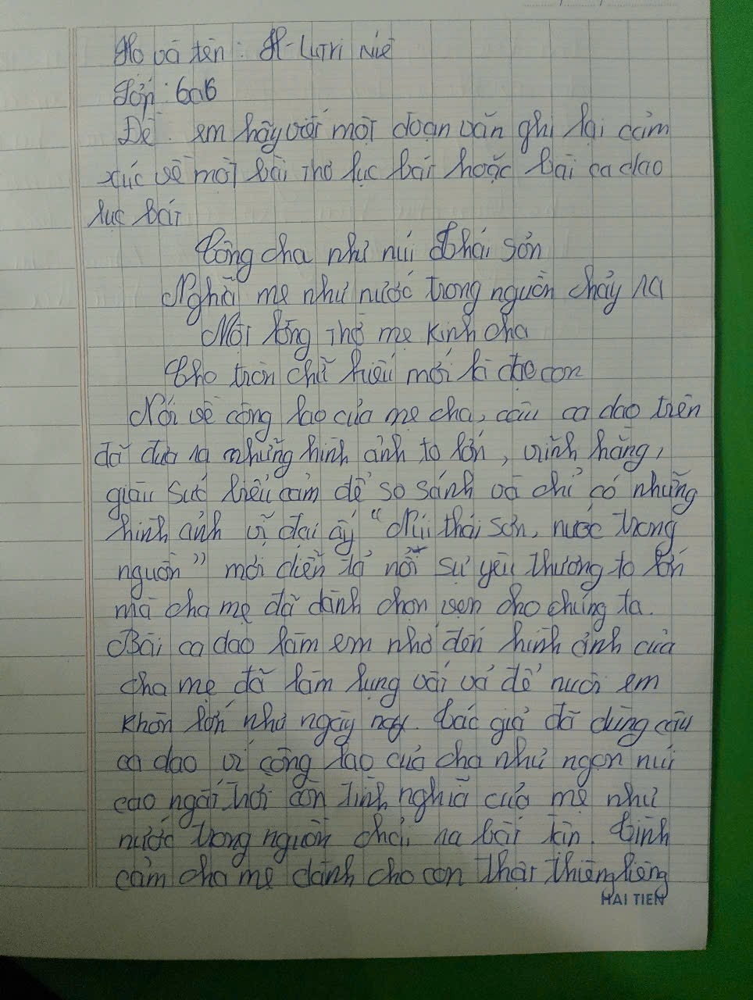 Họ và tên: H-Lưri Niê
Lớp: 6a6
Đề: em hãy viết một đoạn văn ghi lại cảm
xúc về một bài thơ lục bát hoặc bài ca dao
lục bát
Công cha như núi Thái Sơn
Nghĩa mẹ như nước trong nguồn chảy ra
Một lòng thờ mẹ kính cha
Cho tròn chữ hiếu mới là đạo con
Nói về công lao của mẹ cha, câu ca dao trên
đã đưa ra những hình ảnh to lớn, vĩnh hằng,
giàu sức biểu cảm để so sánh và chỉ có những
hình ảnh vĩ đại ấy "Núi thái sơn, nước trong
nguồn" mới diễn tả nổi sự yêu thương to lớn
mà cha mẹ đã dành chọn vẹn cho chúng ta.
Bài ca dao làm em nhớ đến hình ảnh của
cha mẹ đã làm lụng vất vả để nuôi em
khôn lớn như ngày nay. Tác giả đã dùng câu
ca dao ví công lao của cha như ngọn núi
cao ngất trời còn tình nghĩa của mẹ như
nước trong nguồn chải ra bất tận. Tình
cảm cha mẹ dành cho con thật thiêng liêng
HAI TIEN